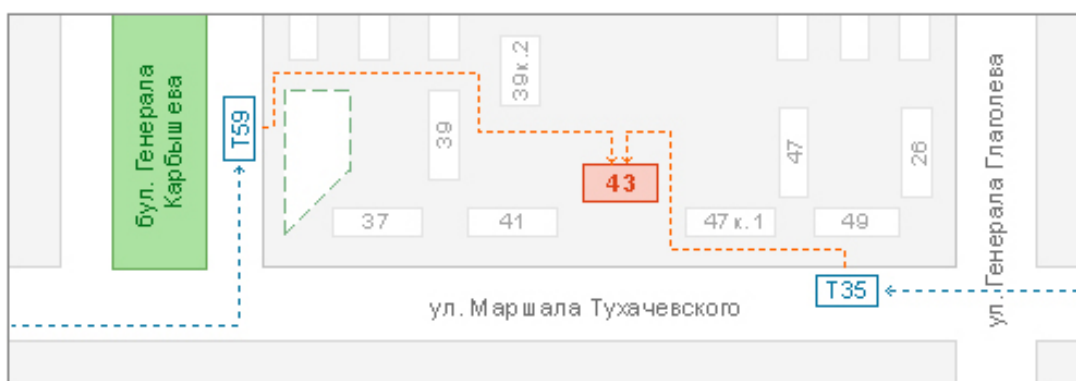 бул. Генерала
Карбышева
Т59
39к.2
39
37
41
43
47
26
47 к.1
49
Т35
ул. Маршала Тухачевского
ул. Генерала Глаголева